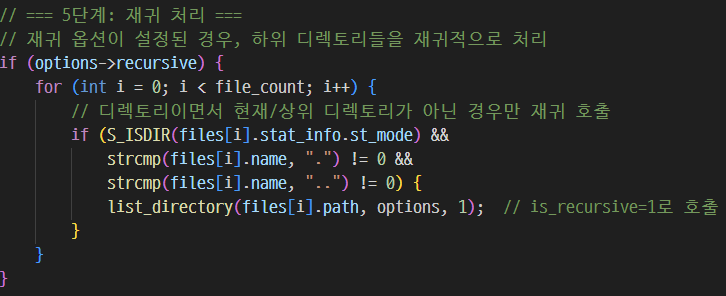 // === 5단계: 재귀 처리 ===
// 재귀 옵션이 설정된 경우, 하위 디렉토리들을 재귀적으로 처리
if (options->recursive) {
    for (int i = 0; i < file_count; i++) {
        // 디렉토리이면서 현재/상위 디렉토리가 아닌 경우만 재귀 호출
        if (S_ISDIR(files[i].stat_info.st_mode) &&
            strcmp(files[i].name, ".") != 0 &&
            strcmp(files[i].name, "..") != 0) {
            list_directory(files[i].path, options, 1);  // is_recursive=1로 호출
        }
    }
}